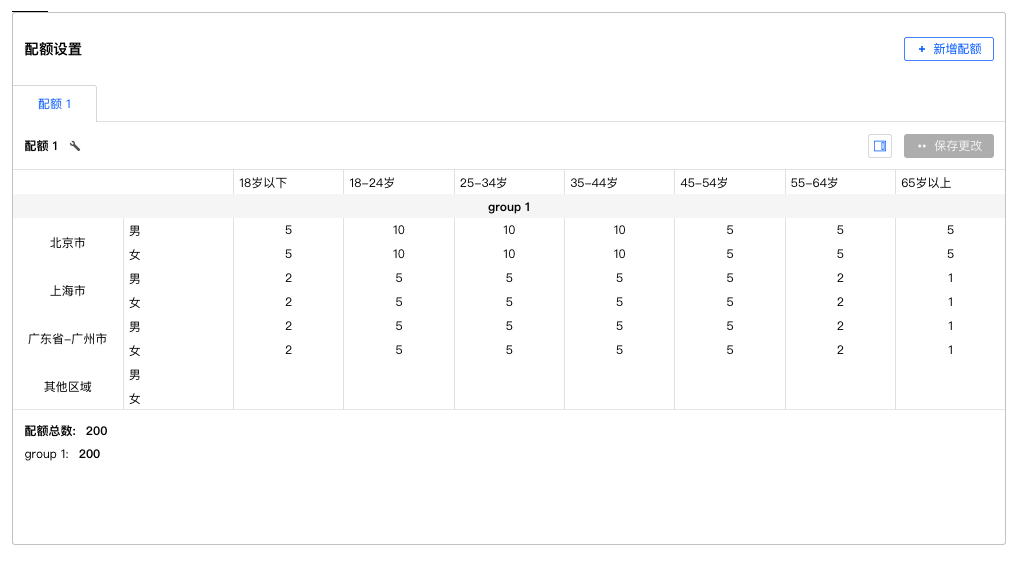 配额设置
+ 新增配额
配额 1
配额 1
保存更改
18岁以下 18-24岁 25-34岁 35-44岁 45-54岁 55-64岁 65岁以上
group 1
北京市
男 5 10 10 10 5 5 5
女 5 10 10 10 5 5 5
上海市
男 2 5 5 5 5 2 1
女 2 5 5 5 5 2 1
广东省-广州市
男 2 5 5 5 5 2 1
女 2 5 5 5 5 2 1
其他区域
男
女
配额总数: 200
group 1: 200